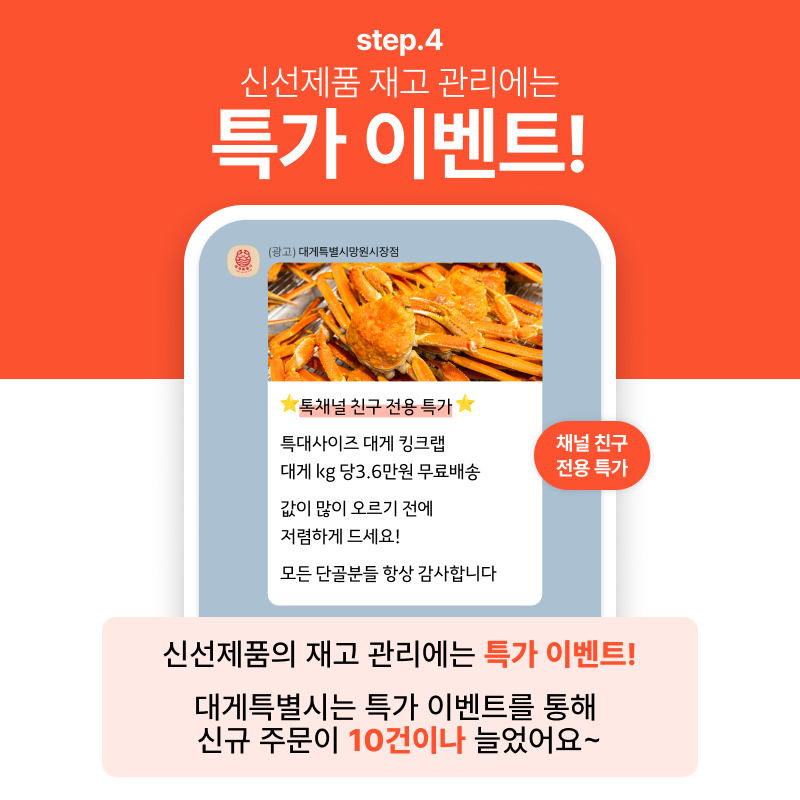 step.4
신선제품 재고 관리에는
특가 이벤트!
(광고) 대게특별시망원시장점
⭐톡채널 친구 전용 특가⭐
특대사이즈 대게 킹크랩
대게 kg 당3.6만원 무료배송
값이 많이 오르기 전에
저렴하게 드세요!
모든 단골분들 항상 감사합니다
채널 친구
전용 특가
신선제품의 재고 관리에는 특가 이벤트!
대게특별시는 특가 이벤트를 통해
신규 주문이 10건이나 늘었어요~